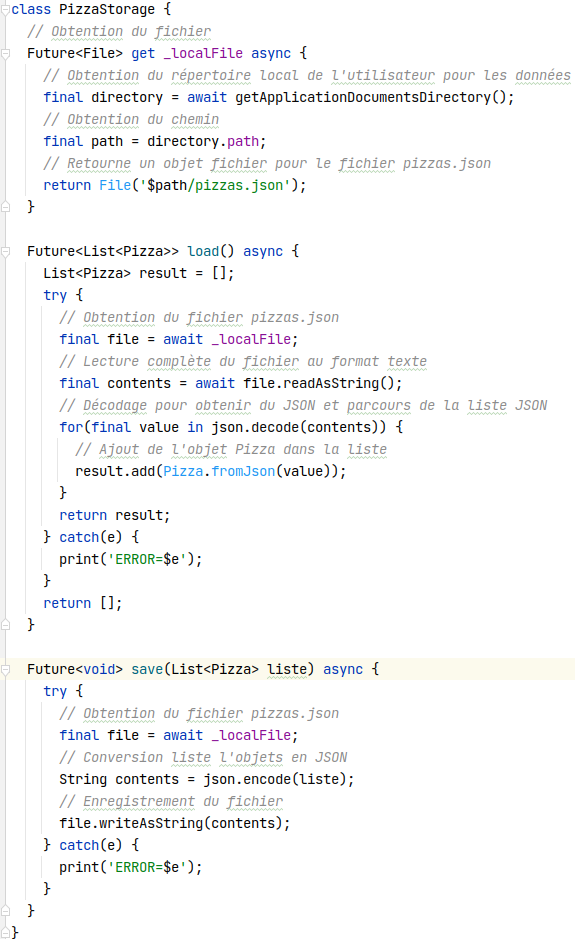 class PizzaStorage {
  // Obtention du fichier
  Future<File> get _localFile async {
    // Obtention du répertoire local de l'utilisateur pour les données
    final directory = await getApplicationDocumentsDirectory();
    // Obtention du chemin
    final path = directory.path;
    // Retourne un objet fichier pour le fichier pizzas.json
    return File('$path/pizzas.json');
  }

  Future<List<Pizza>> load() async {
    List<Pizza> result = [];
    try {
      // Obtention du fichier pizzas.json
      final file = await _localFile;
      // Lecture complète du fichier au format texte
      final contents = await file.readAsString();
      // Décodage pour obtenir du JSON et parcours de la liste JSON
      for(final value in json.decode(contents)) {
        // Ajout de l'objet Pizza dans la liste
        result.add(Pizza.fromJson(value));
      }
      return result;
    } catch(e) {
      print('ERROR=$e');
    }
    return [];
  }

  Future<void> save(List<Pizza> liste) async {
    try {
      // Obtention du fichier pizzas.json
      final file = await _localFile;
      // Conversion liste l'objets en JSON
      String contents = json.encode(liste);
      // Enregistrement du fichier
      file.writeAsString(contents);
    } catch(e) {
      print('ERROR=$e');
    }
  }
}